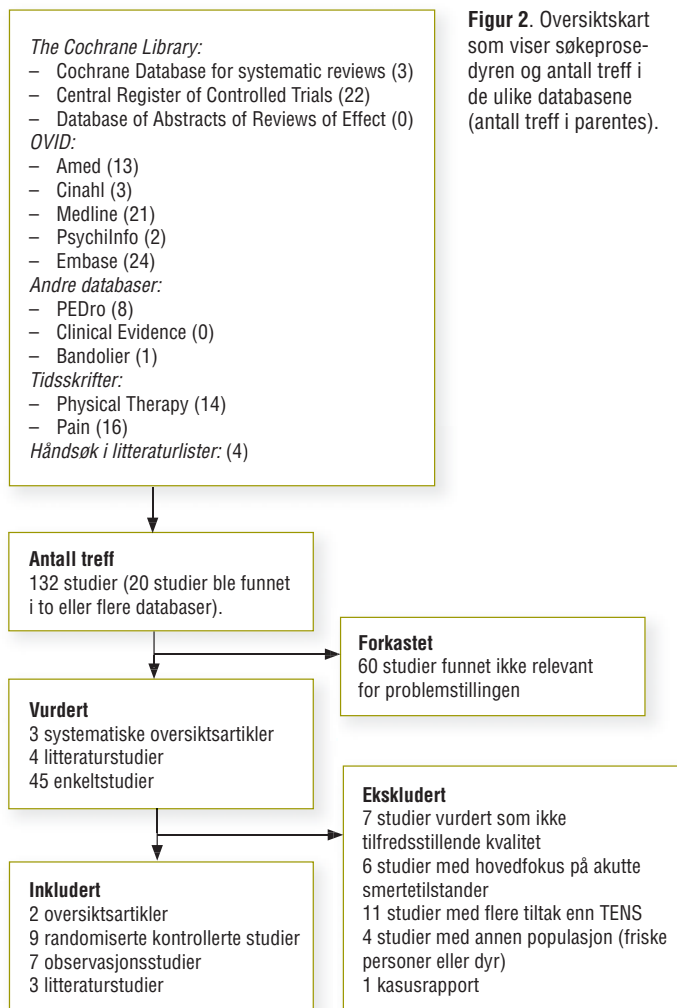 Figur 2. Oversiktskart
som viser søkeprose-
dyren og antall treff i
de ulike databasene
(antall treff i parentes).
The Cochrane Library:
– Cochrane Database for systematic reviews (3)
– Central Register of Controlled Trials (22)
– Database of Abstracts of Reviews of Effect (0)
OVID:
– Amed (13)
– Cinahl (3)
– Medline (21)
– PsychiInfo (2)
– Embase (24)
Andre databaser:
– PEDro (8)
– Clinical Evidence (0)
– Bandolier (1)
Tidsskrifter:
– Physical Therapy (14)
– Pain (16)
Håndsøk i litteraturlister: (4)
Antall treff
132 studier (20 studier ble funnet
i to eller flere databaser).
Forkastet
60 studier funnet ikke relevant
for problemstillingen
Vurdert
3 systematiske oversiktsartikler
4 litteraturstudier
45 enkeltstudier
Ekskludert
7 studier vurdert som ikke
tilfredsstillende kvalitet
6 studier med hovedfokus på akutte
smertetilstander
11 studier med flere tiltak enn TENS
4 studier med annen populasjon (friske
personer eller dyr)
1 kasusrapport
Inkludert
2 oversiktsartikler
9 randomiserte kontrollerte studier
7 observasjonsstudier
3 litteraturstudier